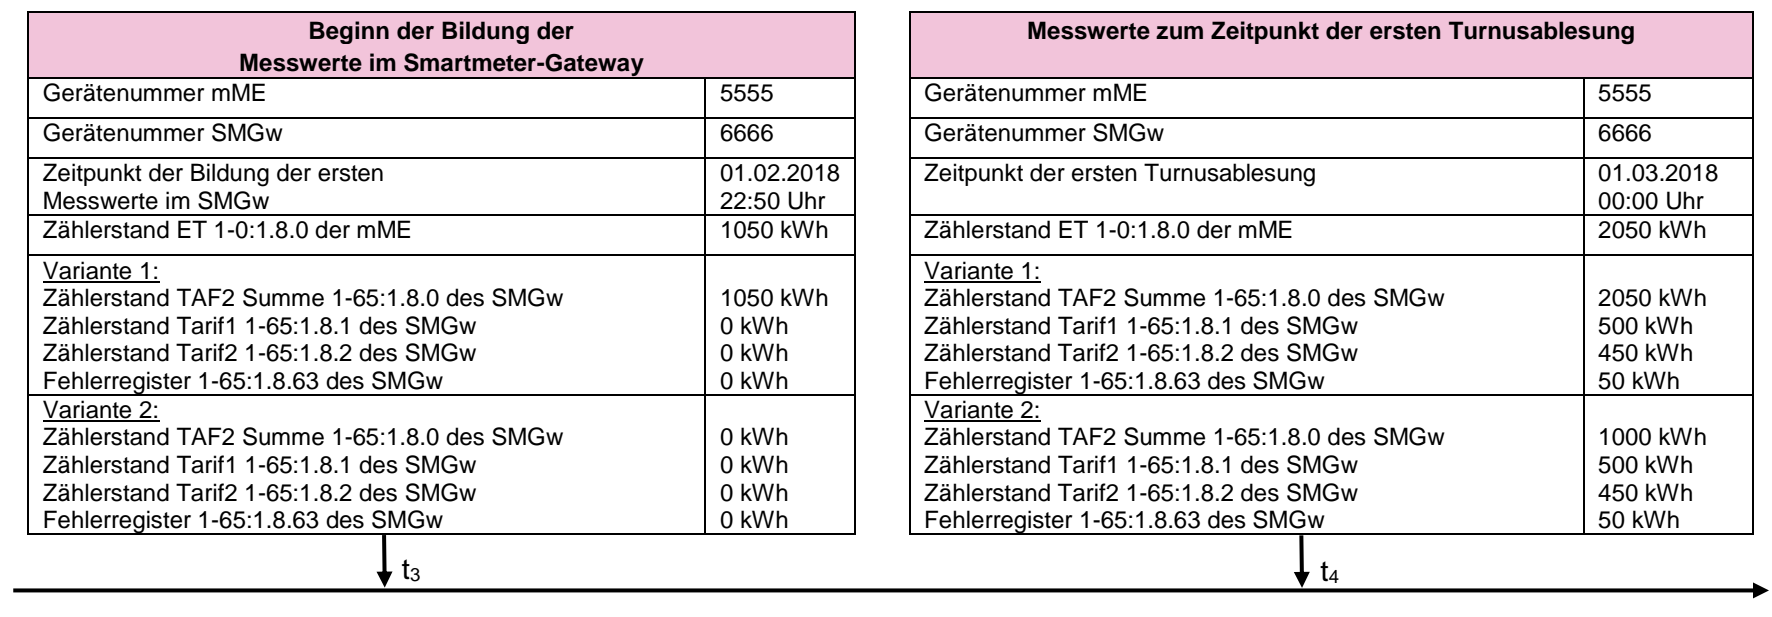 Beginn der Bildung der
Messwerte im Smartmeter-Gateway
Gerätenummer mME 5555
Gerätenummer SMGw 6666
Zeitpunkt der Bildung der ersten 01.02.2018
Messwerte im SMGw 22:50 Uhr
Zählerstand ET 1-0:1.8.0 der mME 1050 kWh
Variante 1:
Zählerstand TAF2 Summe 1-65:1.8.0 des SMGw 1050 kWh
Zählerstand Tarif1 1-65:1.8.1 des SMGw 0 kWh
Zählerstand Tarif2 1-65:1.8.2 des SMGw 0 kWh
Fehlerregister 1-65:1.8.63 des SMGw 0 kWh
Variante 2:
Zählerstand TAF2 Summe 1-65:1.8.0 des SMGw 0 kWh
Zählerstand Tarif1 1-65:1.8.1 des SMGw 0 kWh
Zählerstand Tarif2 1-65:1.8.2 des SMGw 0 kWh
Fehlerregister 1-65:1.8.63 des SMGw 0 kWh
t3
Messwerte zum Zeitpunkt der ersten Turnusablesung
Gerätenummer mME 5555
Gerätenummer SMGw 6666
Zeitpunkt der ersten Turnusablesung 01.03.2018
00:00 Uhr
Zählerstand ET 1-0:1.8.0 der mME 2050 kWh
Variante 1:
Zählerstand TAF2 Summe 1-65:1.8.0 des SMGw 2050 kWh
Zählerstand Tarif1 1-65:1.8.1 des SMGw 500 kWh
Zählerstand Tarif2 1-65:1.8.2 des SMGw 450 kWh
Fehlerregister 1-65:1.8.63 des SMGw 50 kWh
Variante 2:
Zählerstand TAF2 Summe 1-65:1.8.0 des SMGw 1000 kWh
Zählerstand Tarif1 1-65:1.8.1 des SMGw 500 kWh
Zählerstand Tarif2 1-65:1.8.2 des SMGw 450 kWh
Fehlerregister 1-65:1.8.63 des SMGw 50 kWh
t4